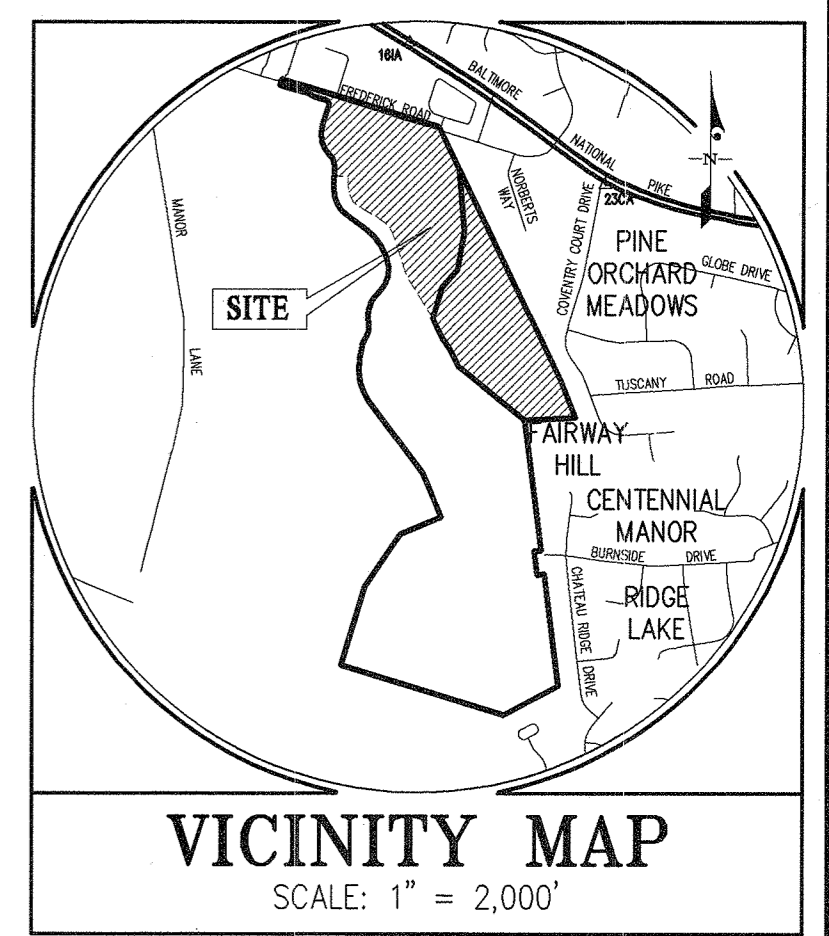 16IA
BALTIMORE
NATIONAL
PIKE
FREDERICK ROAD
NORBERTS
WAY
23CX
N
MANOR
LANE
COVENTRY COURT DRIVE
PINE
ORCHARD
MEADOWS
GLOBE DRIVE
SITE
TUSCANY ROAD
FAIRWAY
HILL
CENTENNIAL
MANOR
BURNSIDE DRIVE
CHATEAU RIDGE
DRIVE
RIDGE
LAKE
VICINITY MAP
SCALE: 1" = 2,000'